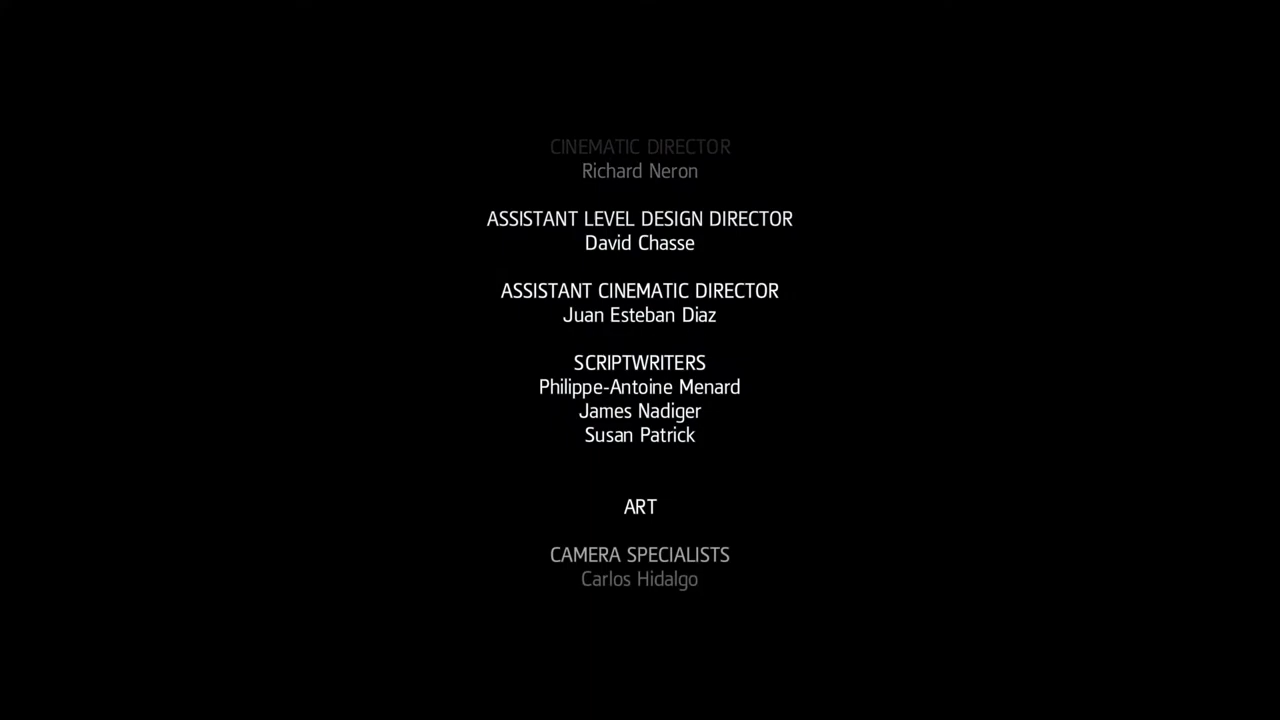 CINEMATIC DIRECTOR
Richard Neron
ASSISTANT LEVEL DESIGN DIRECTOR
David Chasse
ASSISTANT CINEMATIC DIRECTOR
Juan Esteban Diaz
SCRIPTWRITERS
Philippe-Antoine Menard
James Nadiger
Susan Patrick
ART
CAMERA SPECIALISTS
Carlos Hidalgo